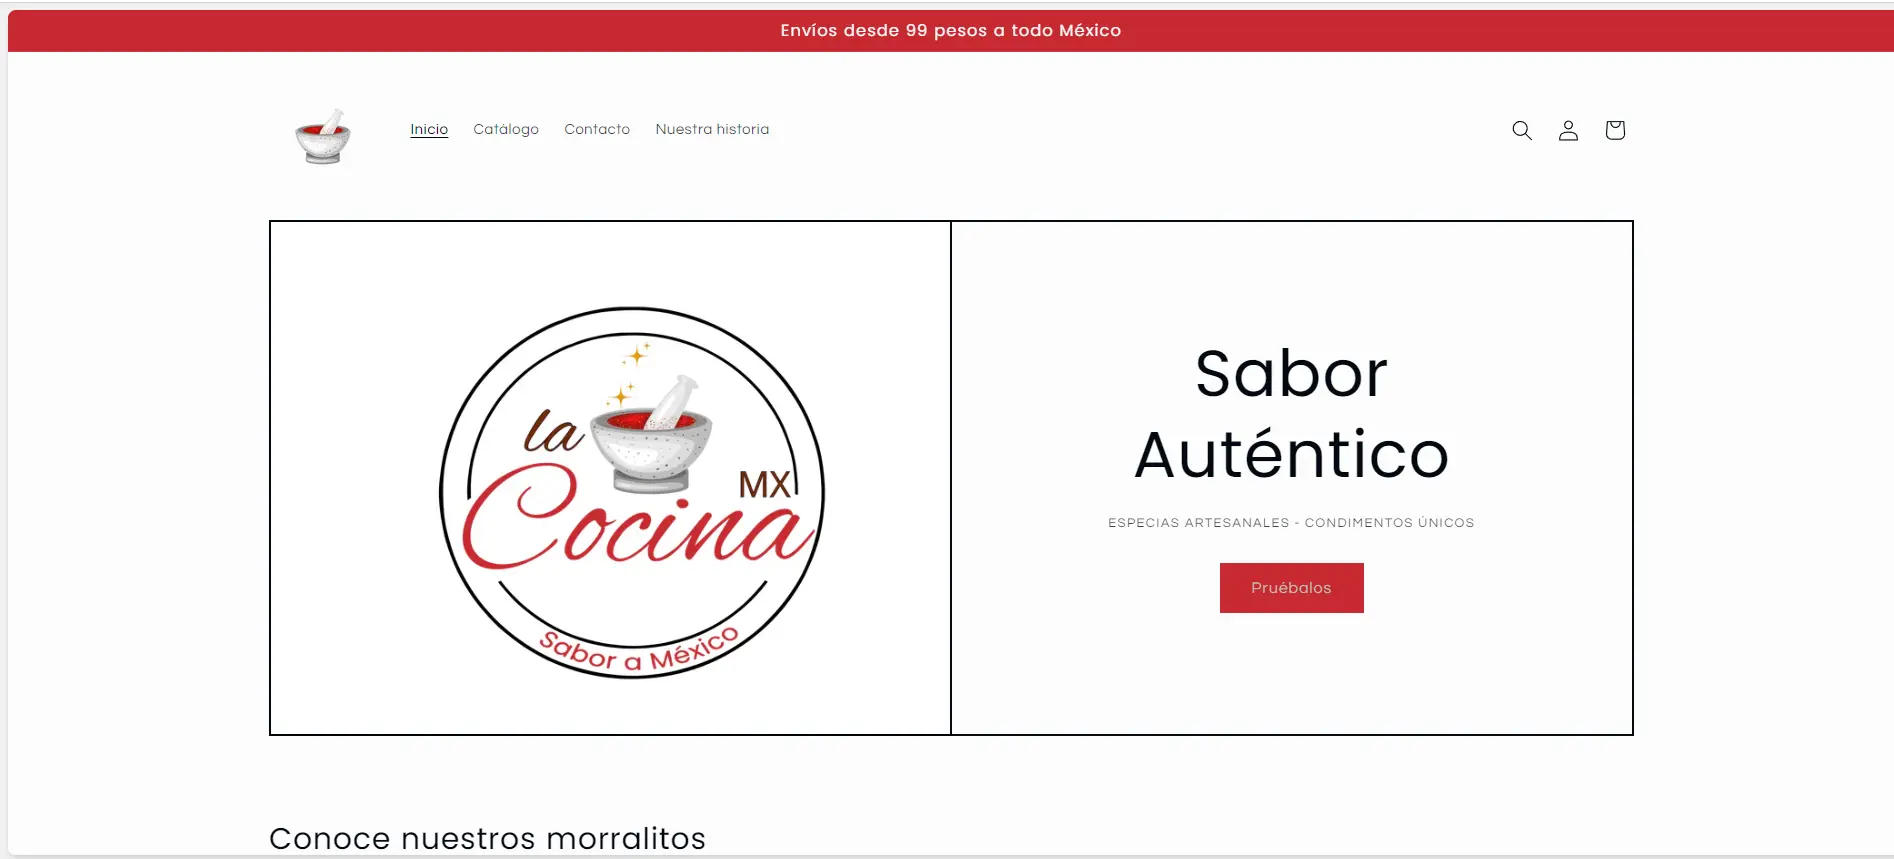 Envíos desde 99 pesos a todo México
Inicio Catálogo Contacto Nuestra historia
la
MX
Cocina
Sabor a México
Sabor
Auténtico
ESPECIAS ARTESANALES - CONDIMENTOS ÚNICOS
Pruébalos
Conoce nuestros morralitos